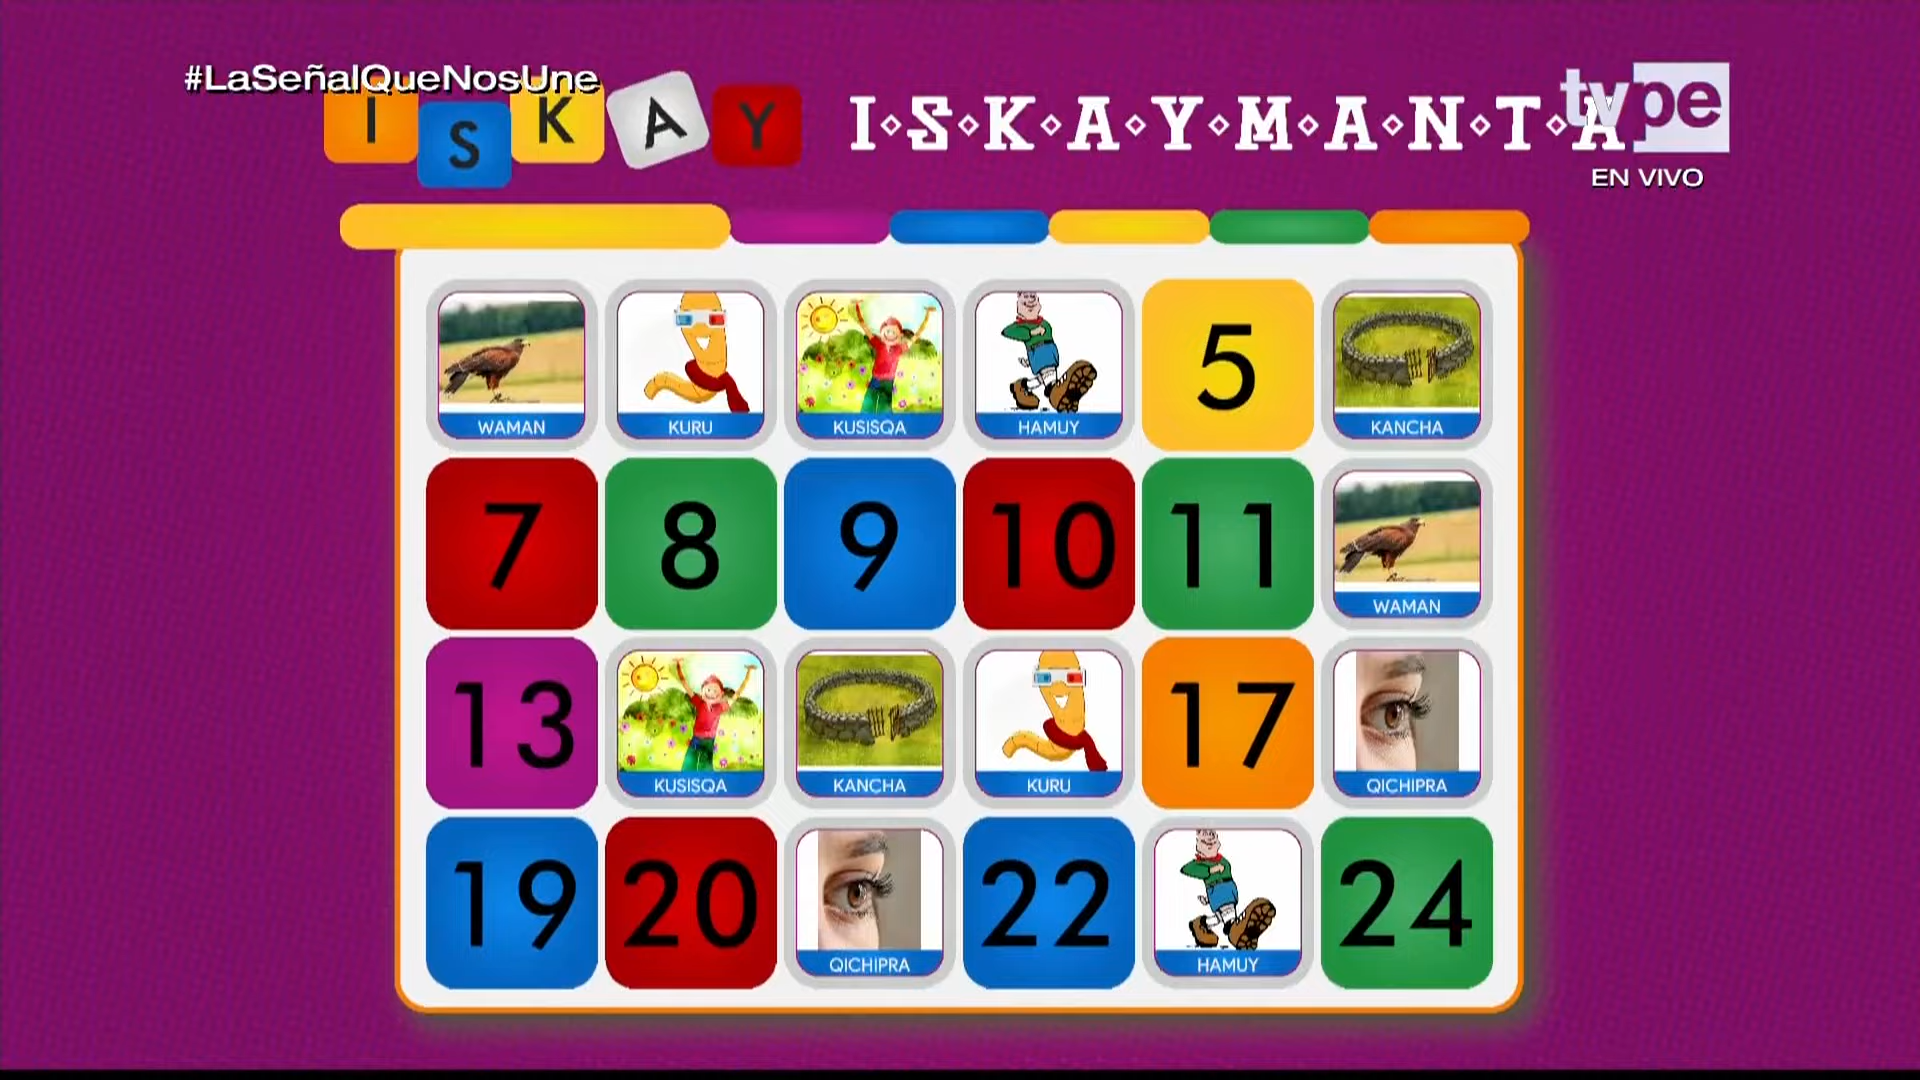 #LaSeñalQueNosUne
ISKAY
I·S·K·A·Y·M·A·N·T·A
tvpe
EN VIVO
WAMAN
KURU
KUSISQA
HAMUY
5
KANCHA
7
8
9
10
11
WAMAN
13
KUSISQA
KANCHA
KURU
17
QICHIPRA
19
20
QICHIPRA
22
HAMUY
24